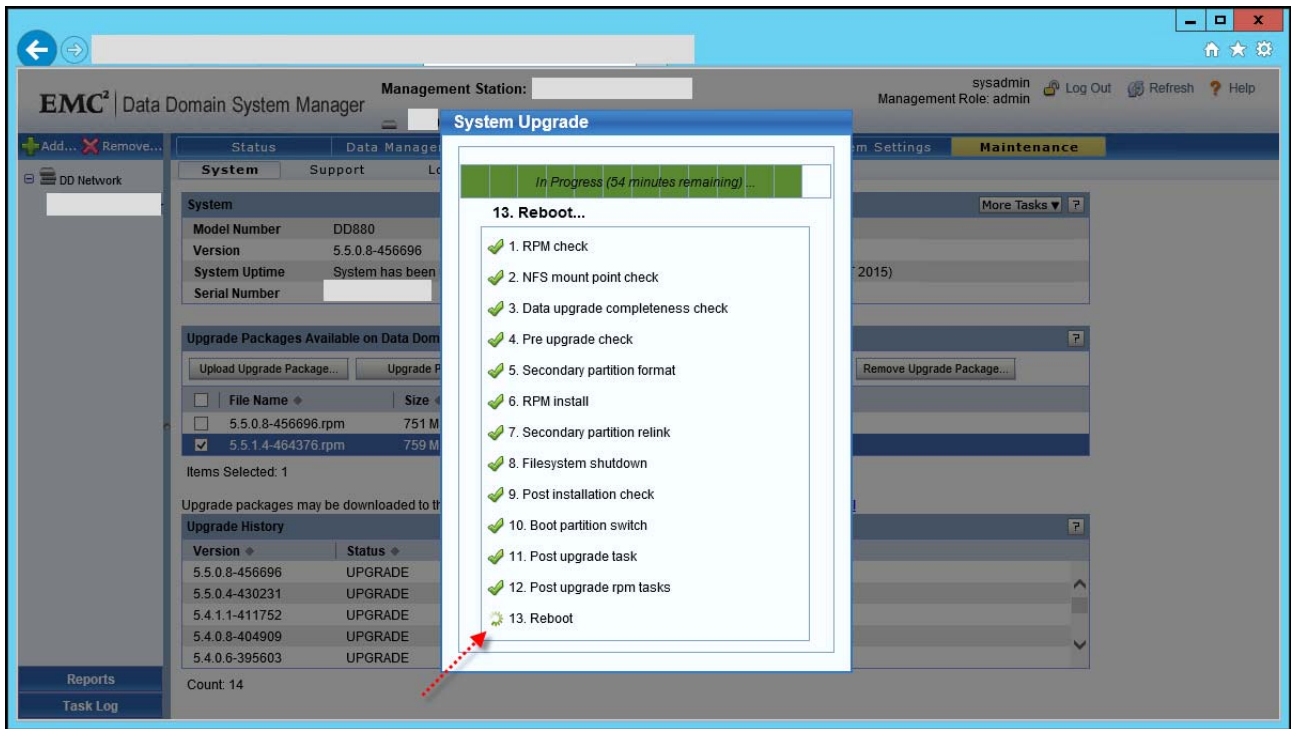 EMC² | Data Domain System Manager
Management Station:
sysadmin
Management Role: admin
Log Out
Refresh
? Help
Add... Remove...
Status
Data Manage
m Settings
Maintenance
DD Network
System
Support
Lo
System
More Tasks ▼
?
Model Number DD880
Version 5.5.0.8-456696
System Uptime System has been
2015)
Serial Number
Upgrade Packages Available on Data Dom
?
Upload Upgrade Package...
Upgrade P
Remove Upgrade Package...
File Name Size
5.5.0.8-456696.rpm 751 M
5.5.1.4-464376.rpm 759 M
Items Selected: 1
Upgrade packages may be downloaded to th
Upgrade History
?
Version Status
5.5.0.8-456696 UPGRADE
5.5.0.4-430231 UPGRADE
5.4.1.1-411752 UPGRADE
5.4.0.8-404909 UPGRADE
5.4.0.6-395603 UPGRADE
Count: 14
Reports
Task Log
System Upgrade
In Progress (54 minutes remaining) ...
13. Reboot...
1. RPM check
2. NFS mount point check
3. Data upgrade completeness check
4. Pre upgrade check
5. Secondary partition format
6. RPM install
7. Secondary partition relink
8. Filesystem shutdown
9. Post installation check
10. Boot partition switch
11. Post upgrade task
12. Post upgrade rpm tasks
13. Reboot